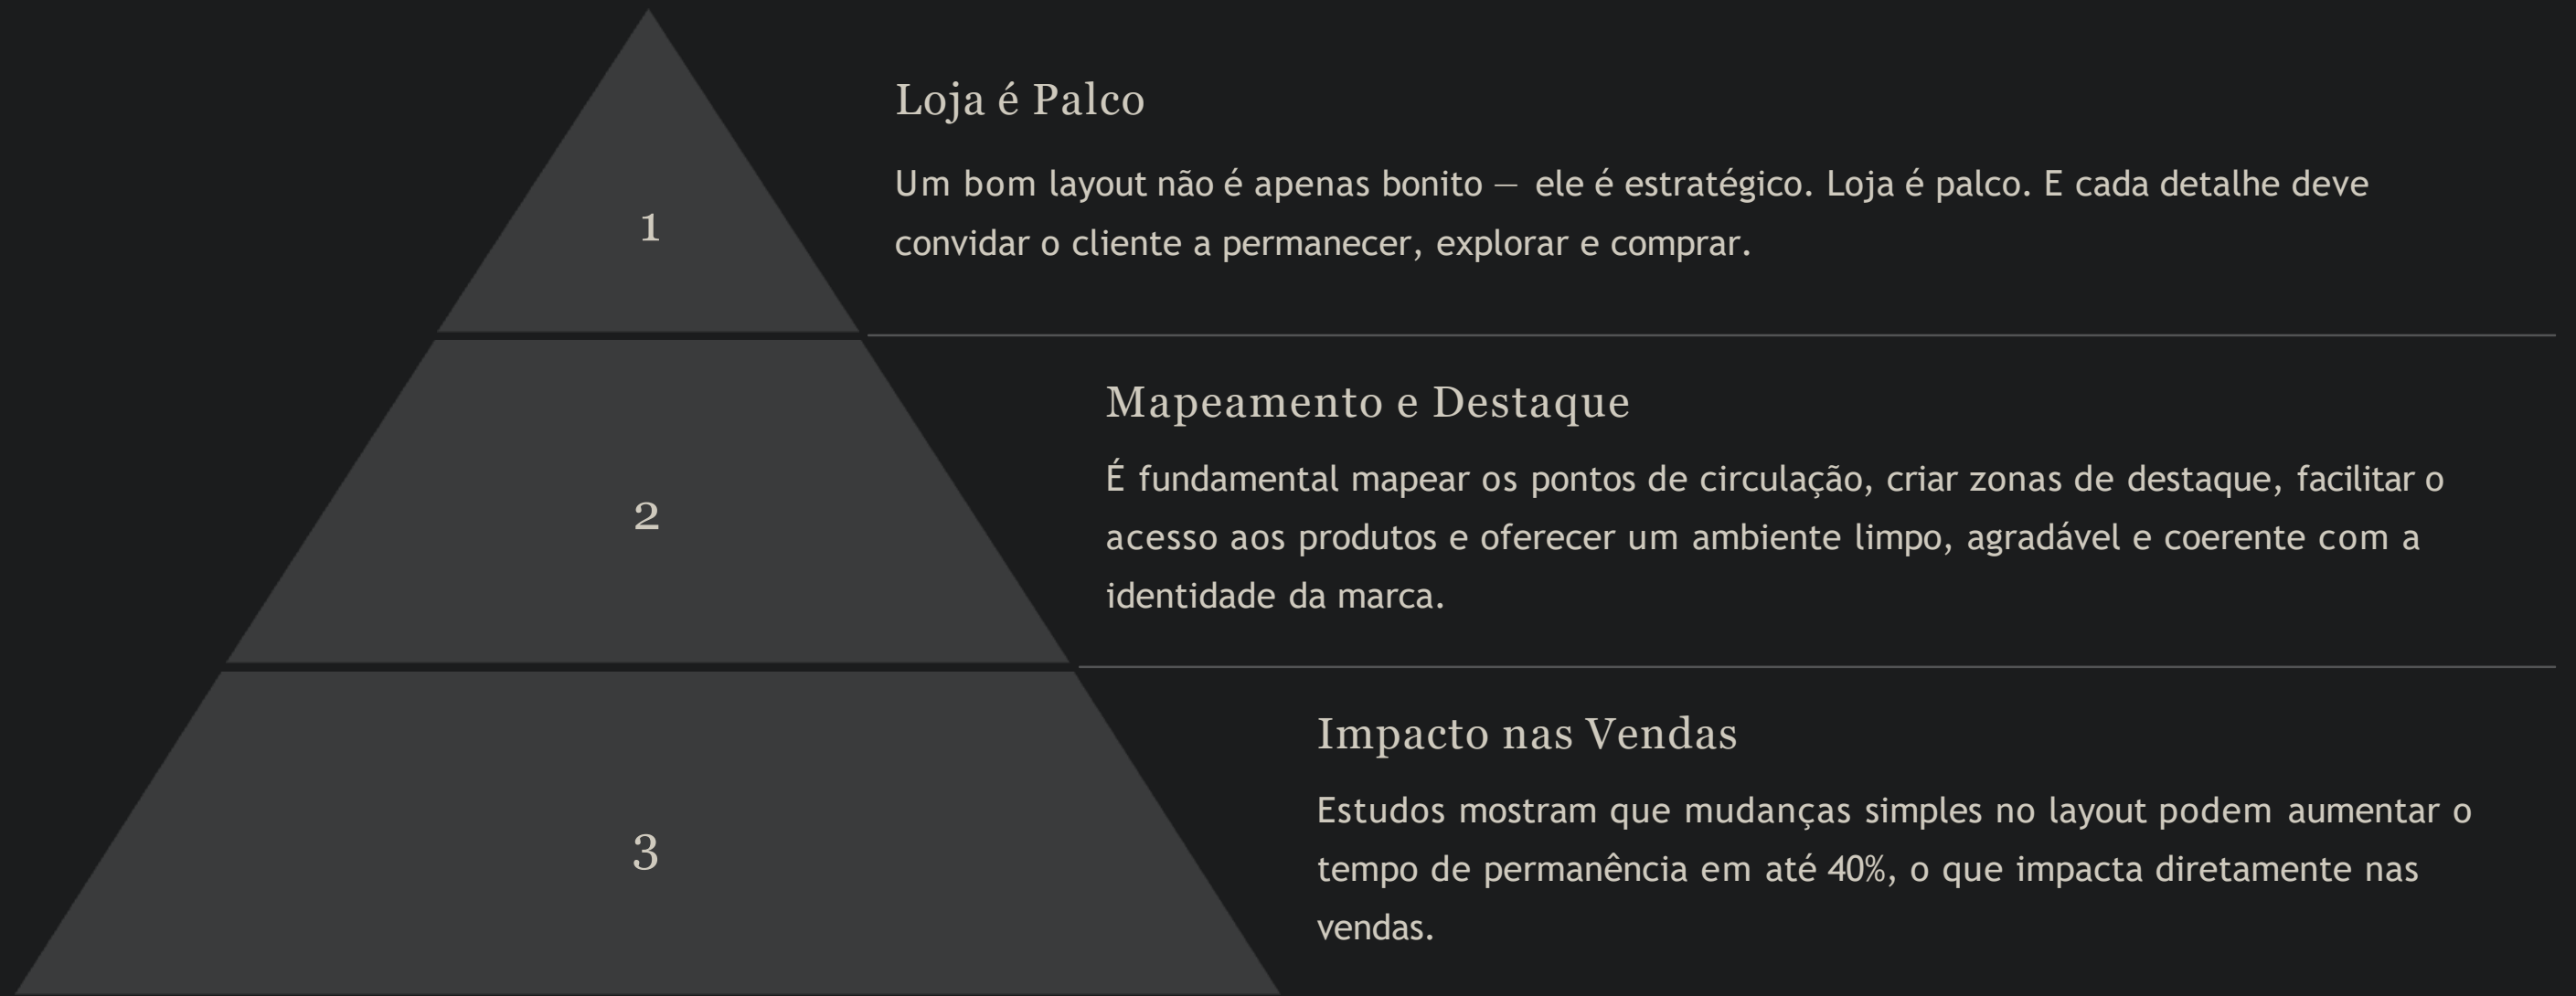 Loja é Palco
Um bom layout não é apenas bonito — ele é estratégico. Loja é palco. E cada detalhe deve
convidar o cliente a permanecer, explorar e comprar.
1
Mapeamento e Destaque
É fundamental mapear os pontos de circulação, criar zonas de destaque, facilitar o
acesso aos produtos e oferecer um ambiente limpo, agradável e coerente com a
identidade da marca.
2
Impacto nas Vendas
Estudos mostram que mudanças simples no layout podem aumentar o
tempo de permanência em até 40%, o que impacta diretamente nas
vendas.
3